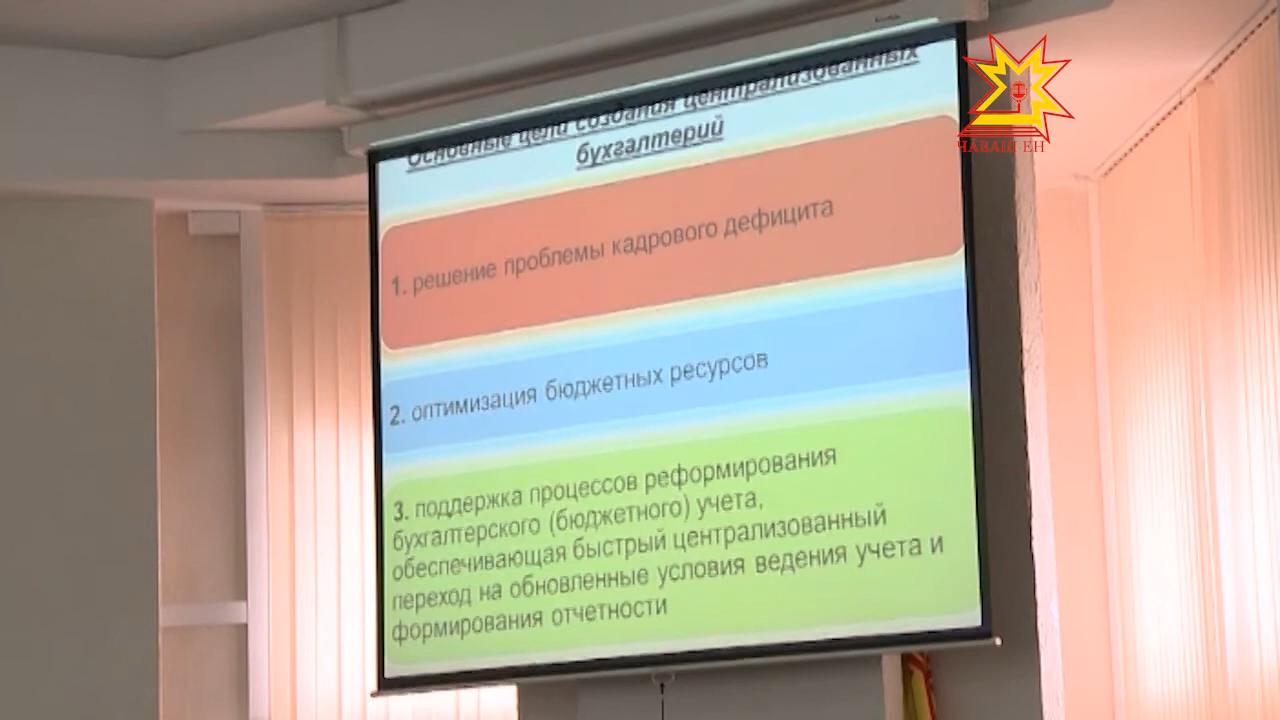 Основные цели создания централизованных
бухгалтерий
1. решение проблемы кадрового дефицита
2. оптимизация бюджетных ресурсов
3. поддержка процессов реформирования
бухгалтерского (бюджетного) учета,
обеспечивающая быстрый централизованный
переход на обновленные условия ведения учета и
формирования отчетности
ЧĂВАШ ЕН